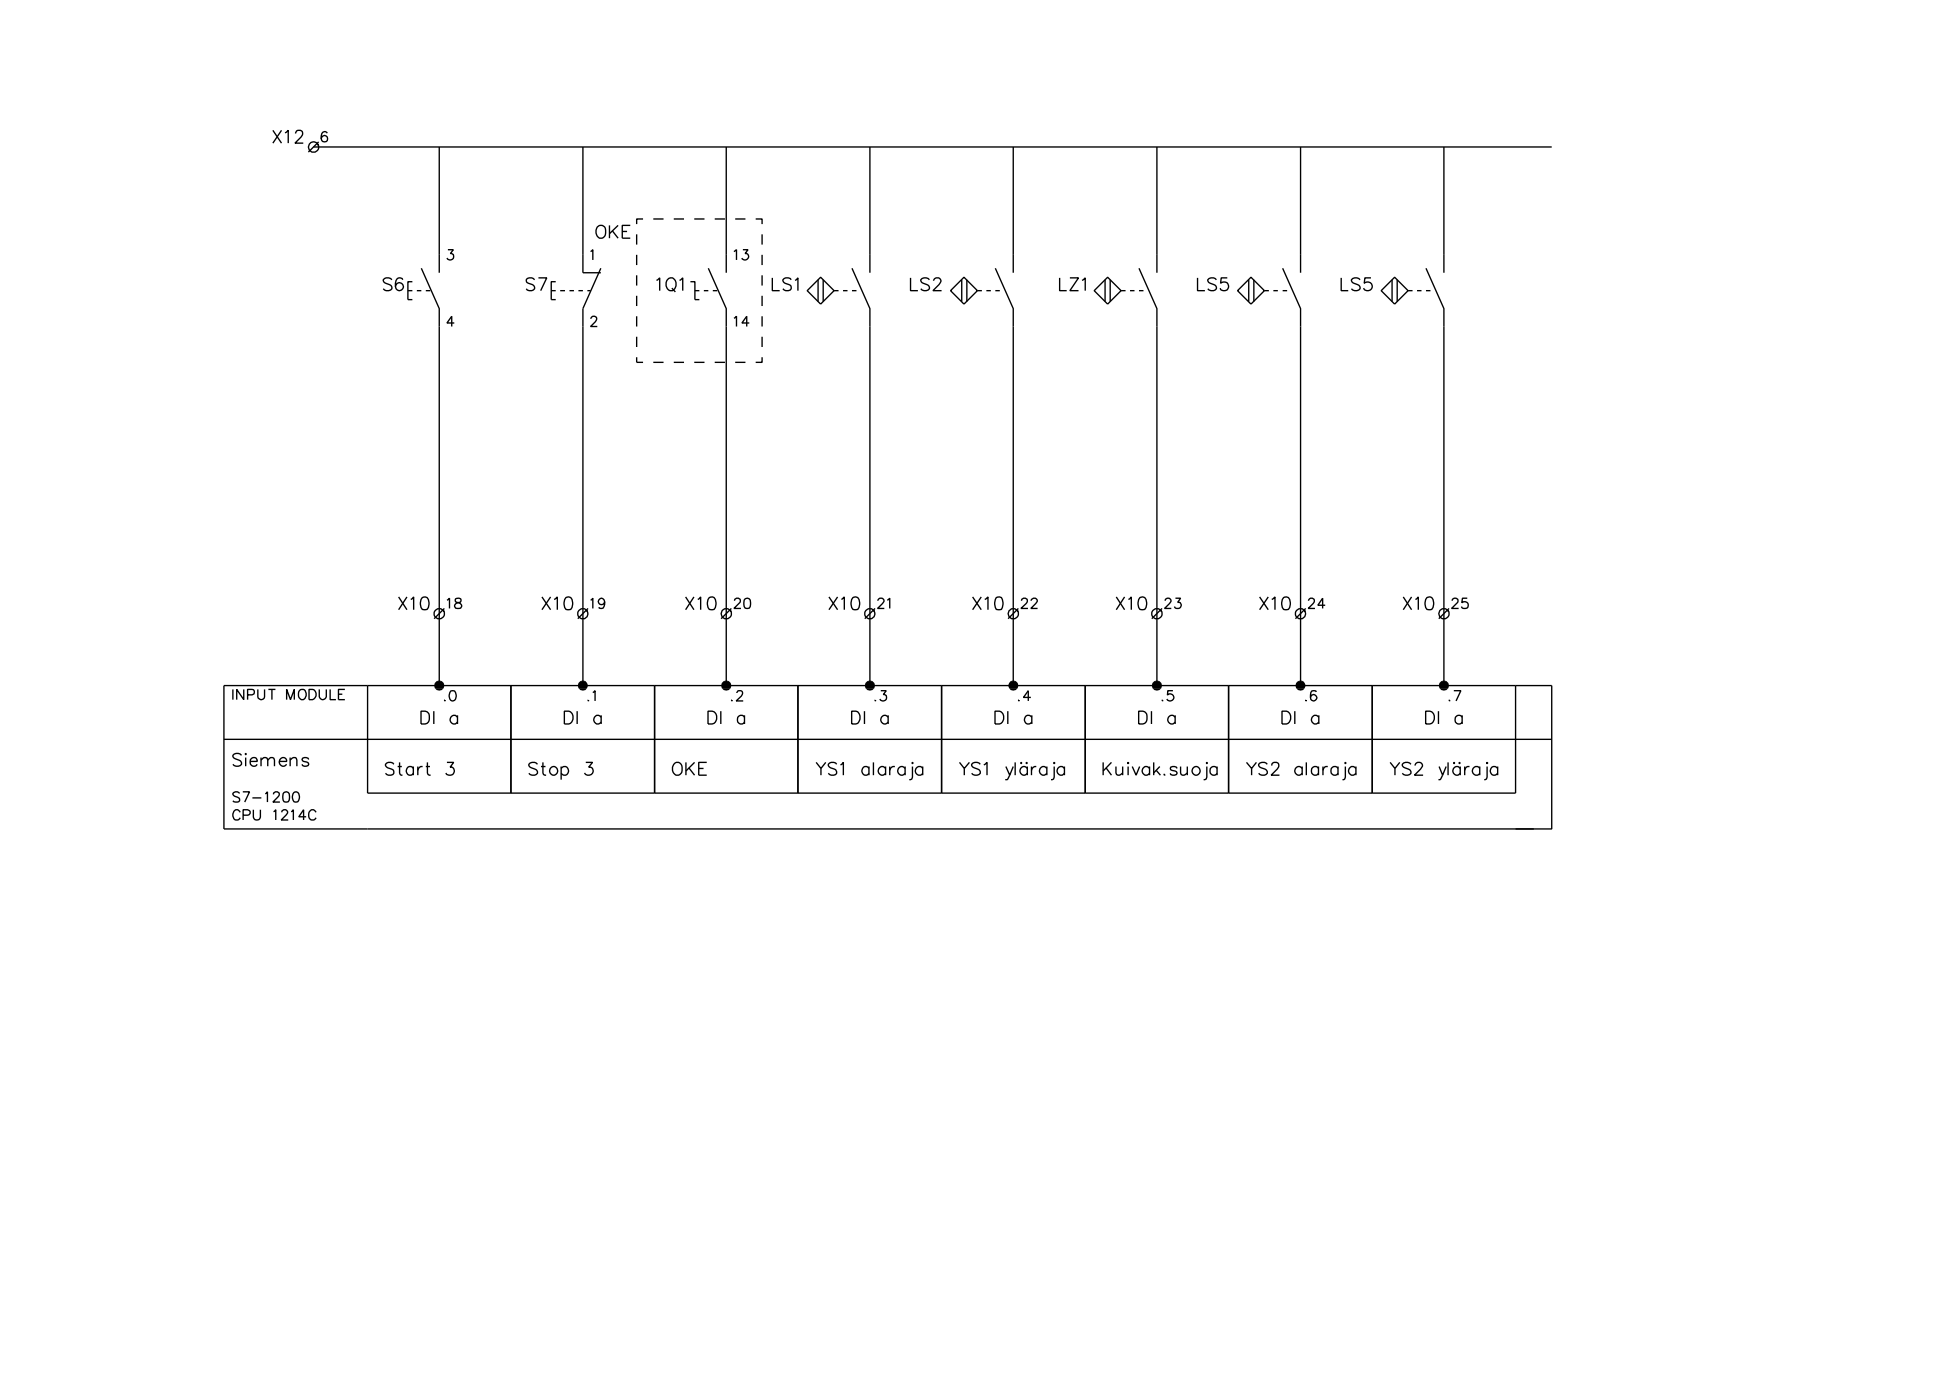 X12 6
OKE
3 1 13
S6 S7 1Q1 LS1 LS2 LZ1 LS5 LS5
4 2 14
X10 18 X10 19 X10 20 X10 21 X10 22 X10 23 X10 24 X10 25
INPUT MODULE .0 .1 .2 .3 .4 .5 .6 .7
DI a DI a DI a DI a DI a DI a DI a DI a
Siemens Start 3 Stop 3 OKE YS1 alaraja YS1 yläraja Kuivak.suoja YS2 alaraja YS2 yläraja
S7-1200
CPU 1214C